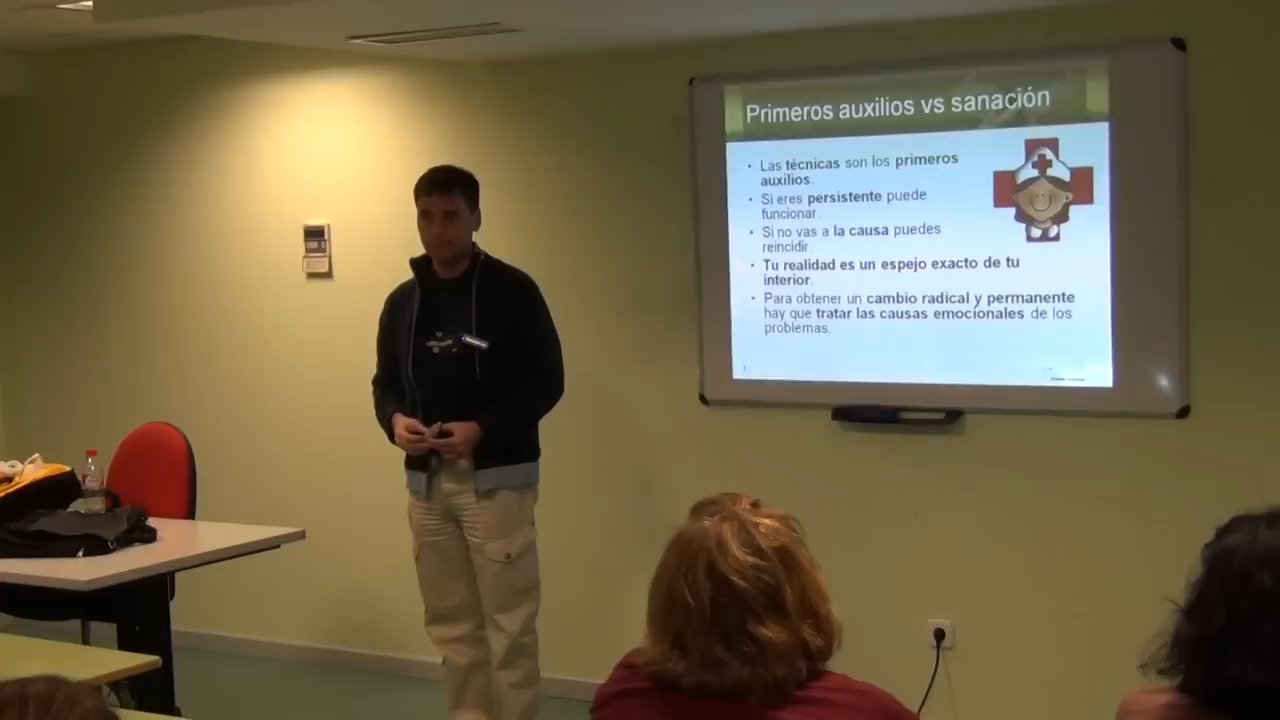 Primeros auxilios vs sanación
• Las técnicas son los primeros
auxilios.
• Si eres persistente puede
funcionar.
• Si no vas a la causa puedes
reincidir.
• Tu realidad es un espejo exacto de tu
interior.
• Para obtener un cambio radical y permanente
hay que tratar las causas emocionales de los
problemas.